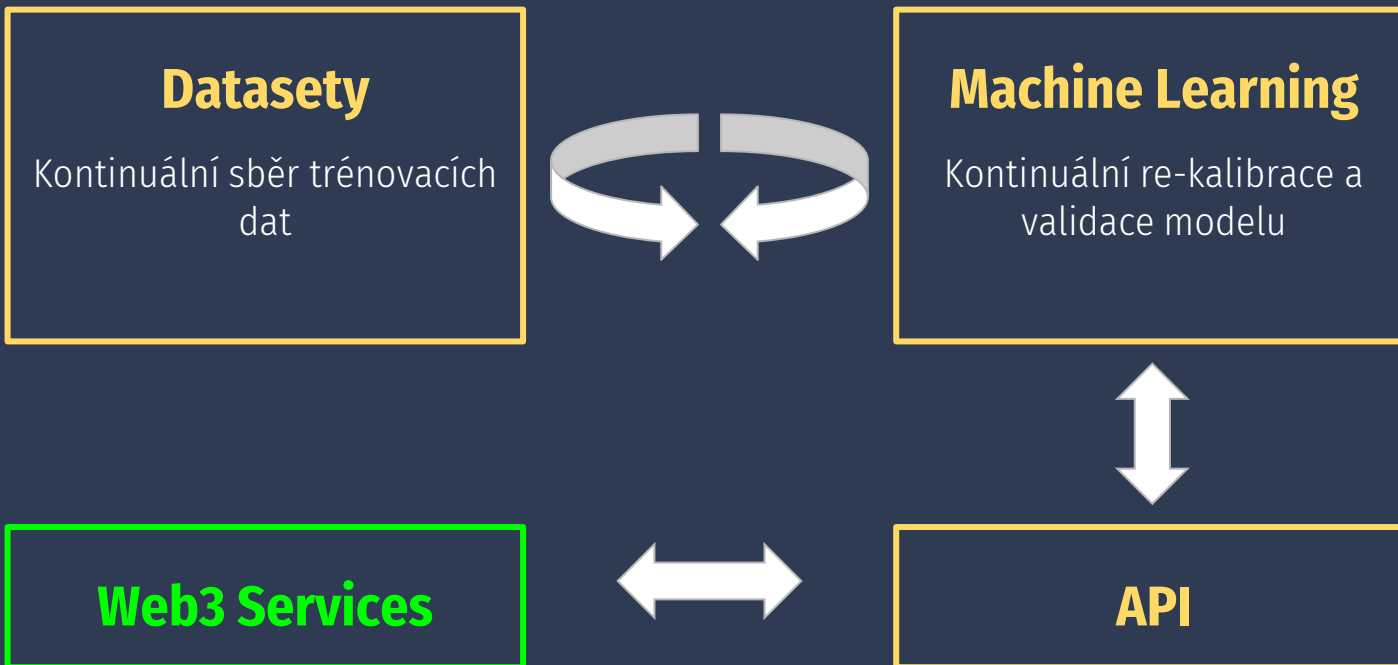 Datasety
Kontinuální sběr trénovacích
dat
Machine Learning
Kontinuální re-kalibrace a
validace modelu
Web3 Services
API